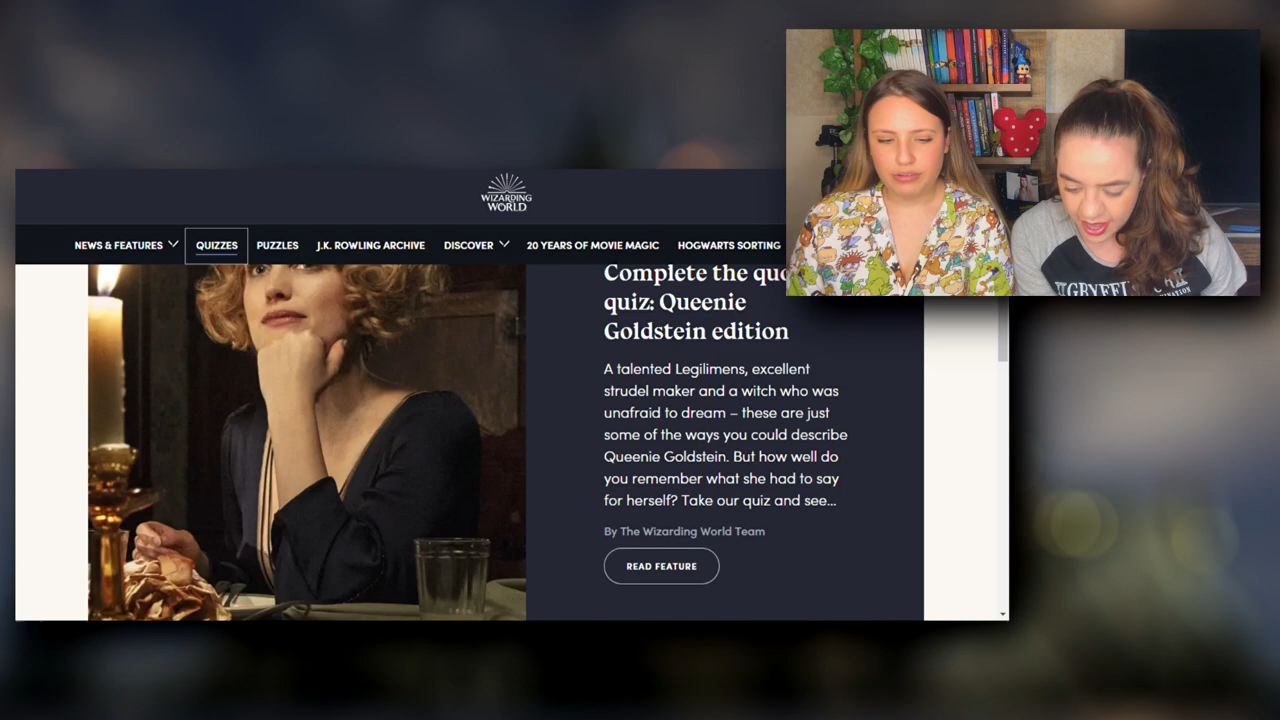 WIZARDING
WORLD
NEWS & FEATURES
QUIZZES
PUZZLES
J.K. ROWLING ARCHIVE
DISCOVER
20 YEARS OF MOVIE MAGIC
HOGWARTS SORTING
Complete the quo
quiz: Queenie
Goldstein edition
A talented Legilimens, excellent
strudel maker and a witch who was
unafraid to dream – these are just
some of the ways you could describe
Queenie Goldstein. But how well do
you remember what she had to say
for herself? Take our quiz and see...
By The Wizarding World Team
READ FEATURE